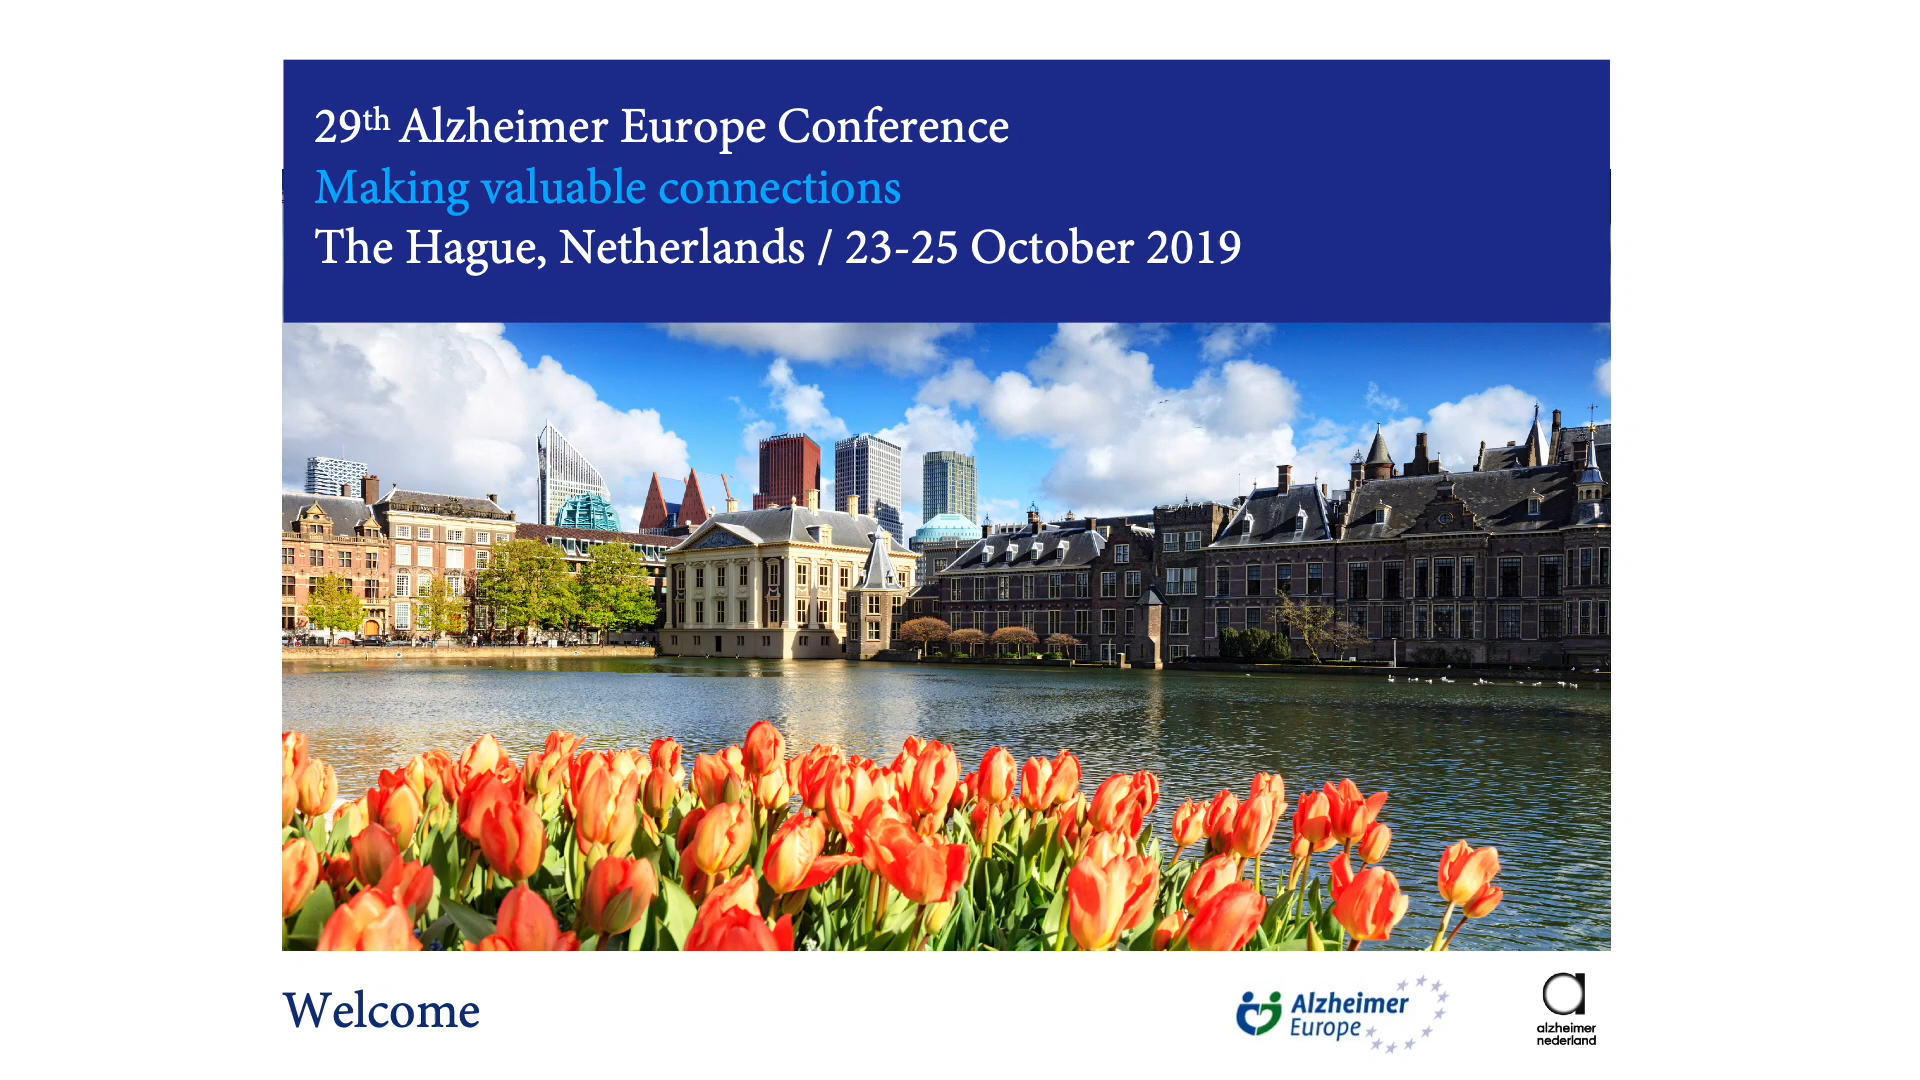 29th Alzheimer Europe Conference
Making valuable connections
The Hague, Netherlands / 23-25 October 2019
Welcome
Alzheimer
Europe
a
alzheimer
nederland